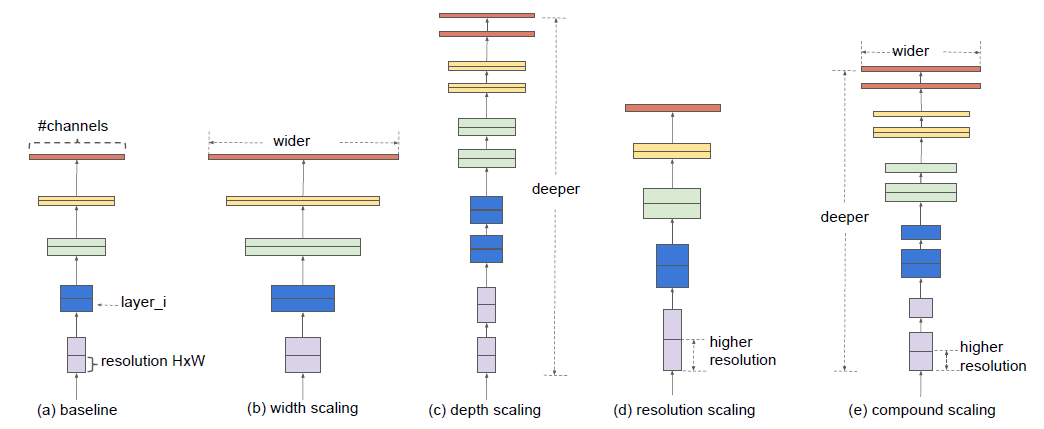 #channels
layer_i
resolution HxW
(a) baseline
wider
(b) width scaling
deeper
(c) depth scaling
higher
resolution
(d) resolution scaling
wider
deeper
higher
resolution
(e) compound scaling